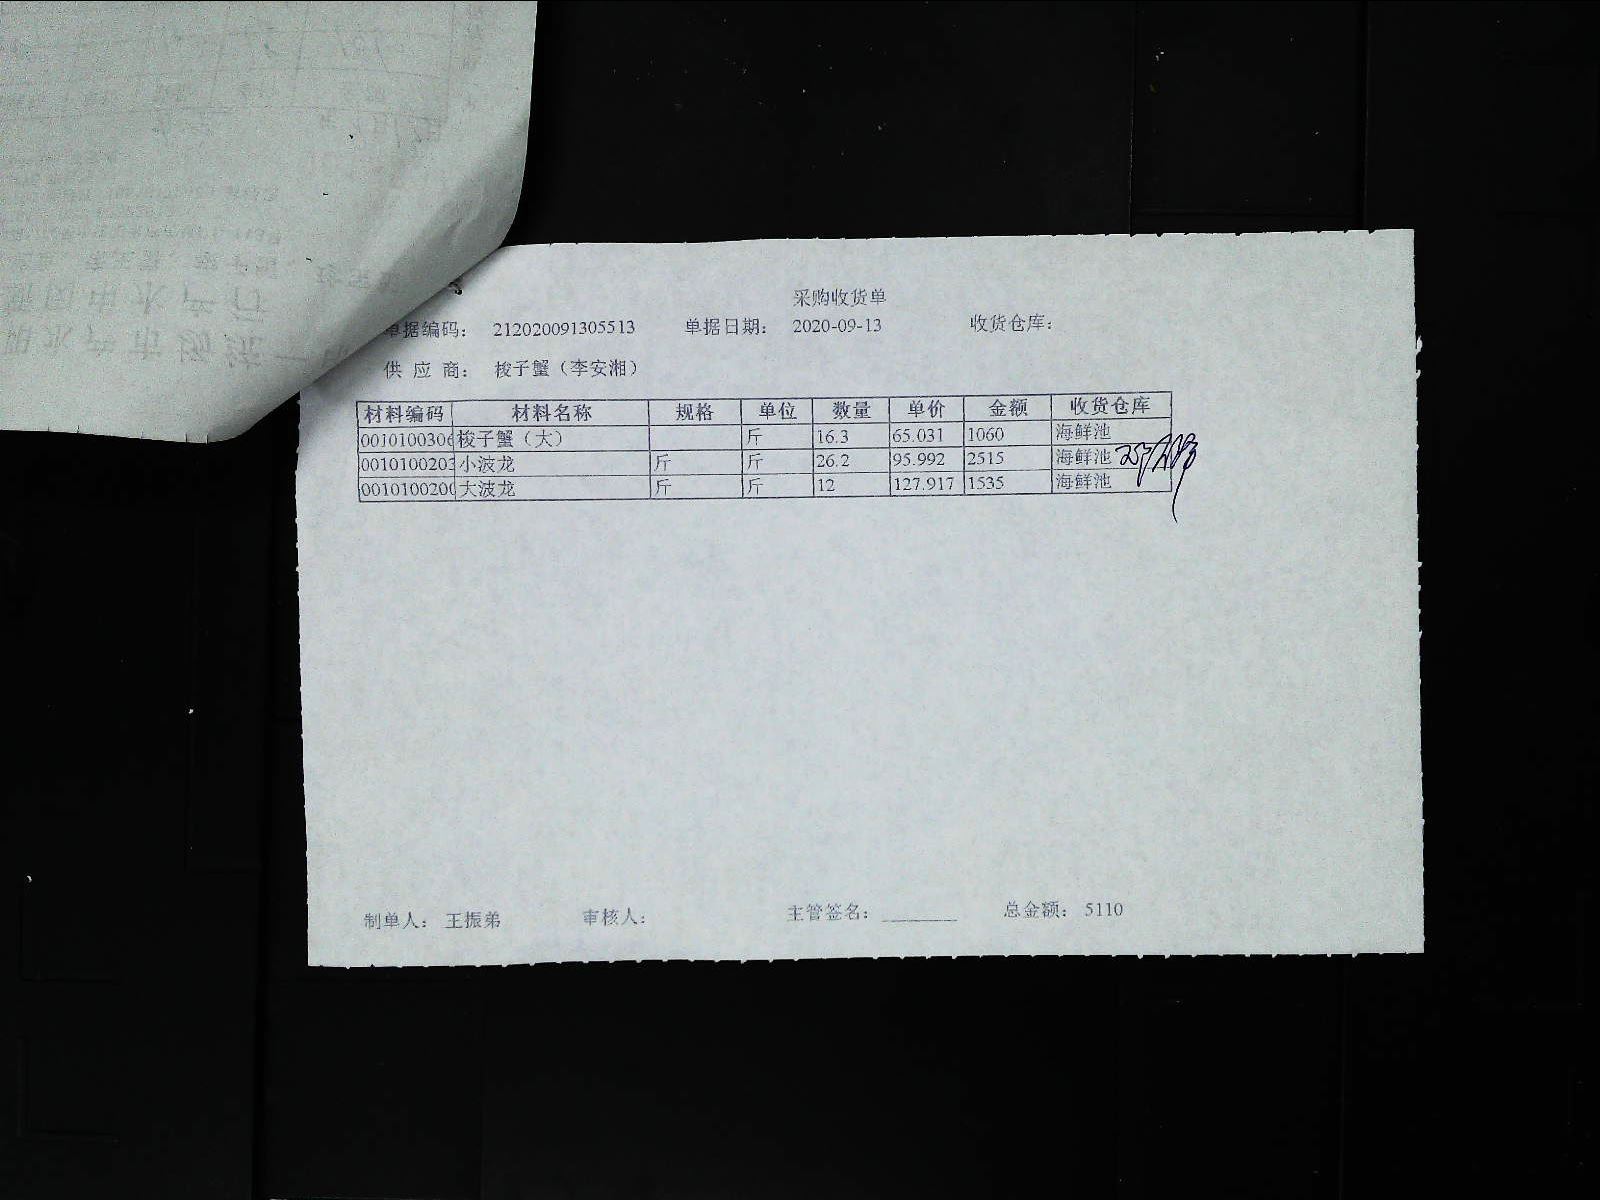 采购收货单
单据编码： 212020091305513 单据日期： 2020-09-13 收货仓库：
供 应 商： 梭子蟹（李安湘）
材料编码 材料名称 规格 单位 数量 单价 金额 收货仓库
0010100306 梭子蟹（大） 斤 16.3 65.031 1060 海鲜池
0010100203 小波龙 斤 斤 26.2 95.992 2515 海鲜池
001010020 大波龙 斤 斤 12 127.917 1535 海鲜池
制单人： 王振弟 审核人： 主管签名： 总金额： 5110